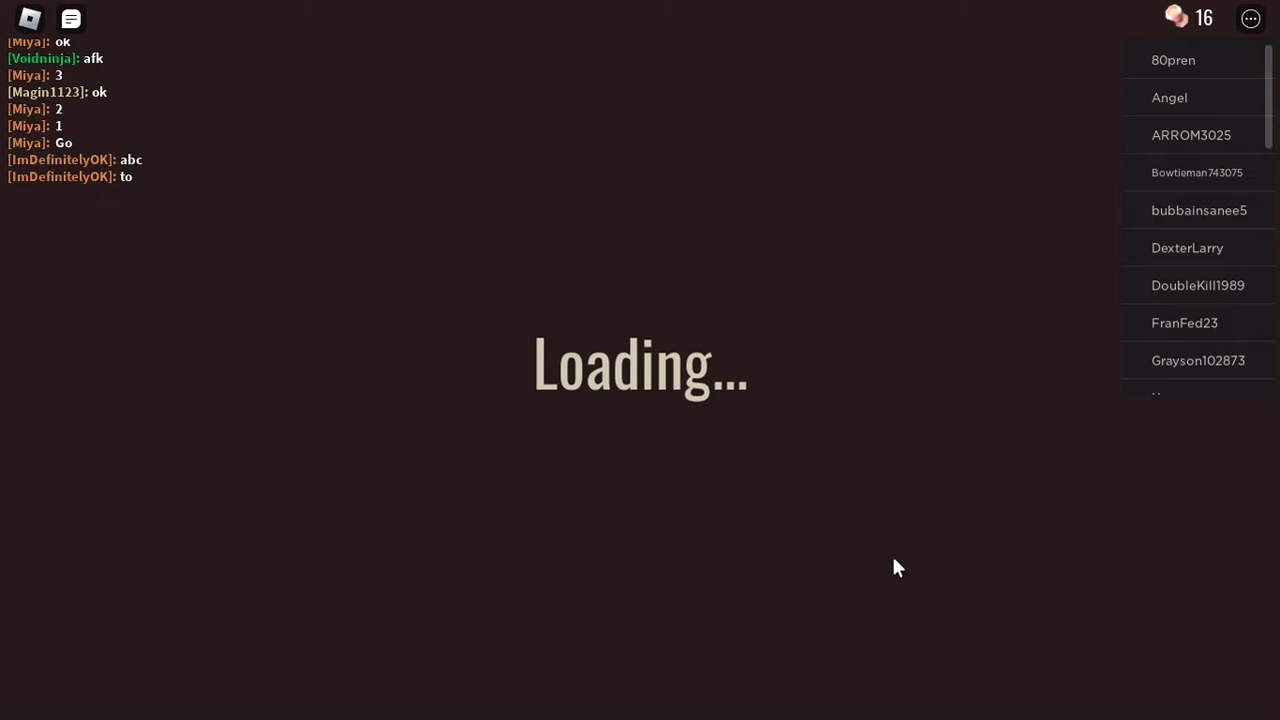 16
[Miya]: ok
[Voidninja]: afk
[Miya]: 3
[Magin1123]: ok
[Miya]: 2
[Miya]: 1
[Miya]: Go
[ImDefinitelyOK]: abc
[ImDefinitelyOK]: to
80pren
Angel
ARROM3025
Bowtieman743075
bubbainsanee5
DexterLarry
DoubleKill1989
FranFed23
Grayson102873
Loading...